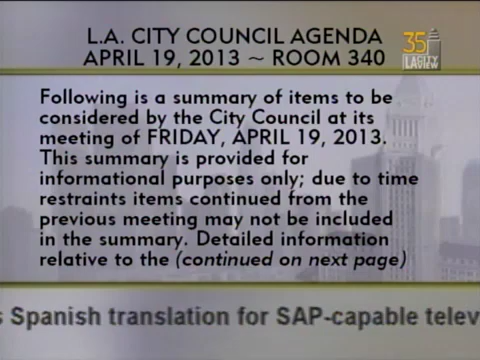 L.A. CITY COUNCIL AGENDA
APRIL 19, 2013 ~ ROOM 340
35
LA CITY
VIEW
Following is a summary of items to be
considered by the City Council at its
meeting of FRIDAY, APRIL 19, 2013.
This summary is provided for
informational purposes only; due to time
restraints items continued from the
previous meeting may not be included
in the summary. Detailed information
relative to the (continued on next page)
s Spanish translation for SAP-capable telev